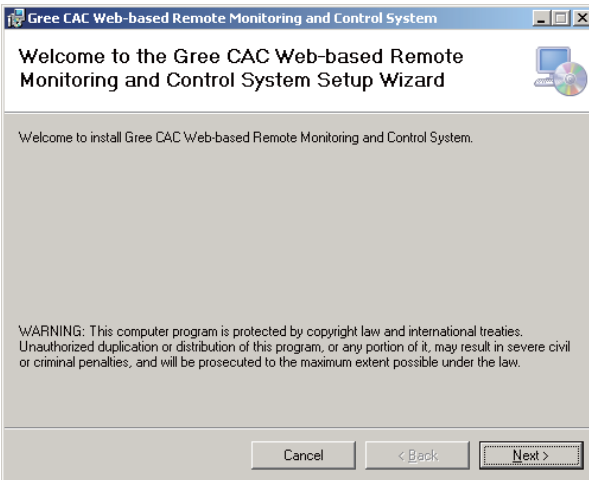 Gree CAC Web-based Remote Monitoring and Control System
Welcome to the Gree CAC Web-based Remote
Monitoring and Control System Setup Wizard
Welcome to install Gree CAC Web-based Remote Monitoring and Control System.
WARNING: This computer program is protected by copyright law and international treaties.
Unauthorized duplication or distribution of this program, or any portion of it, may result in severe civil
or criminal penalties, and will be prosecuted to the maximum extent possible under the law.
Cancel < Back Next >